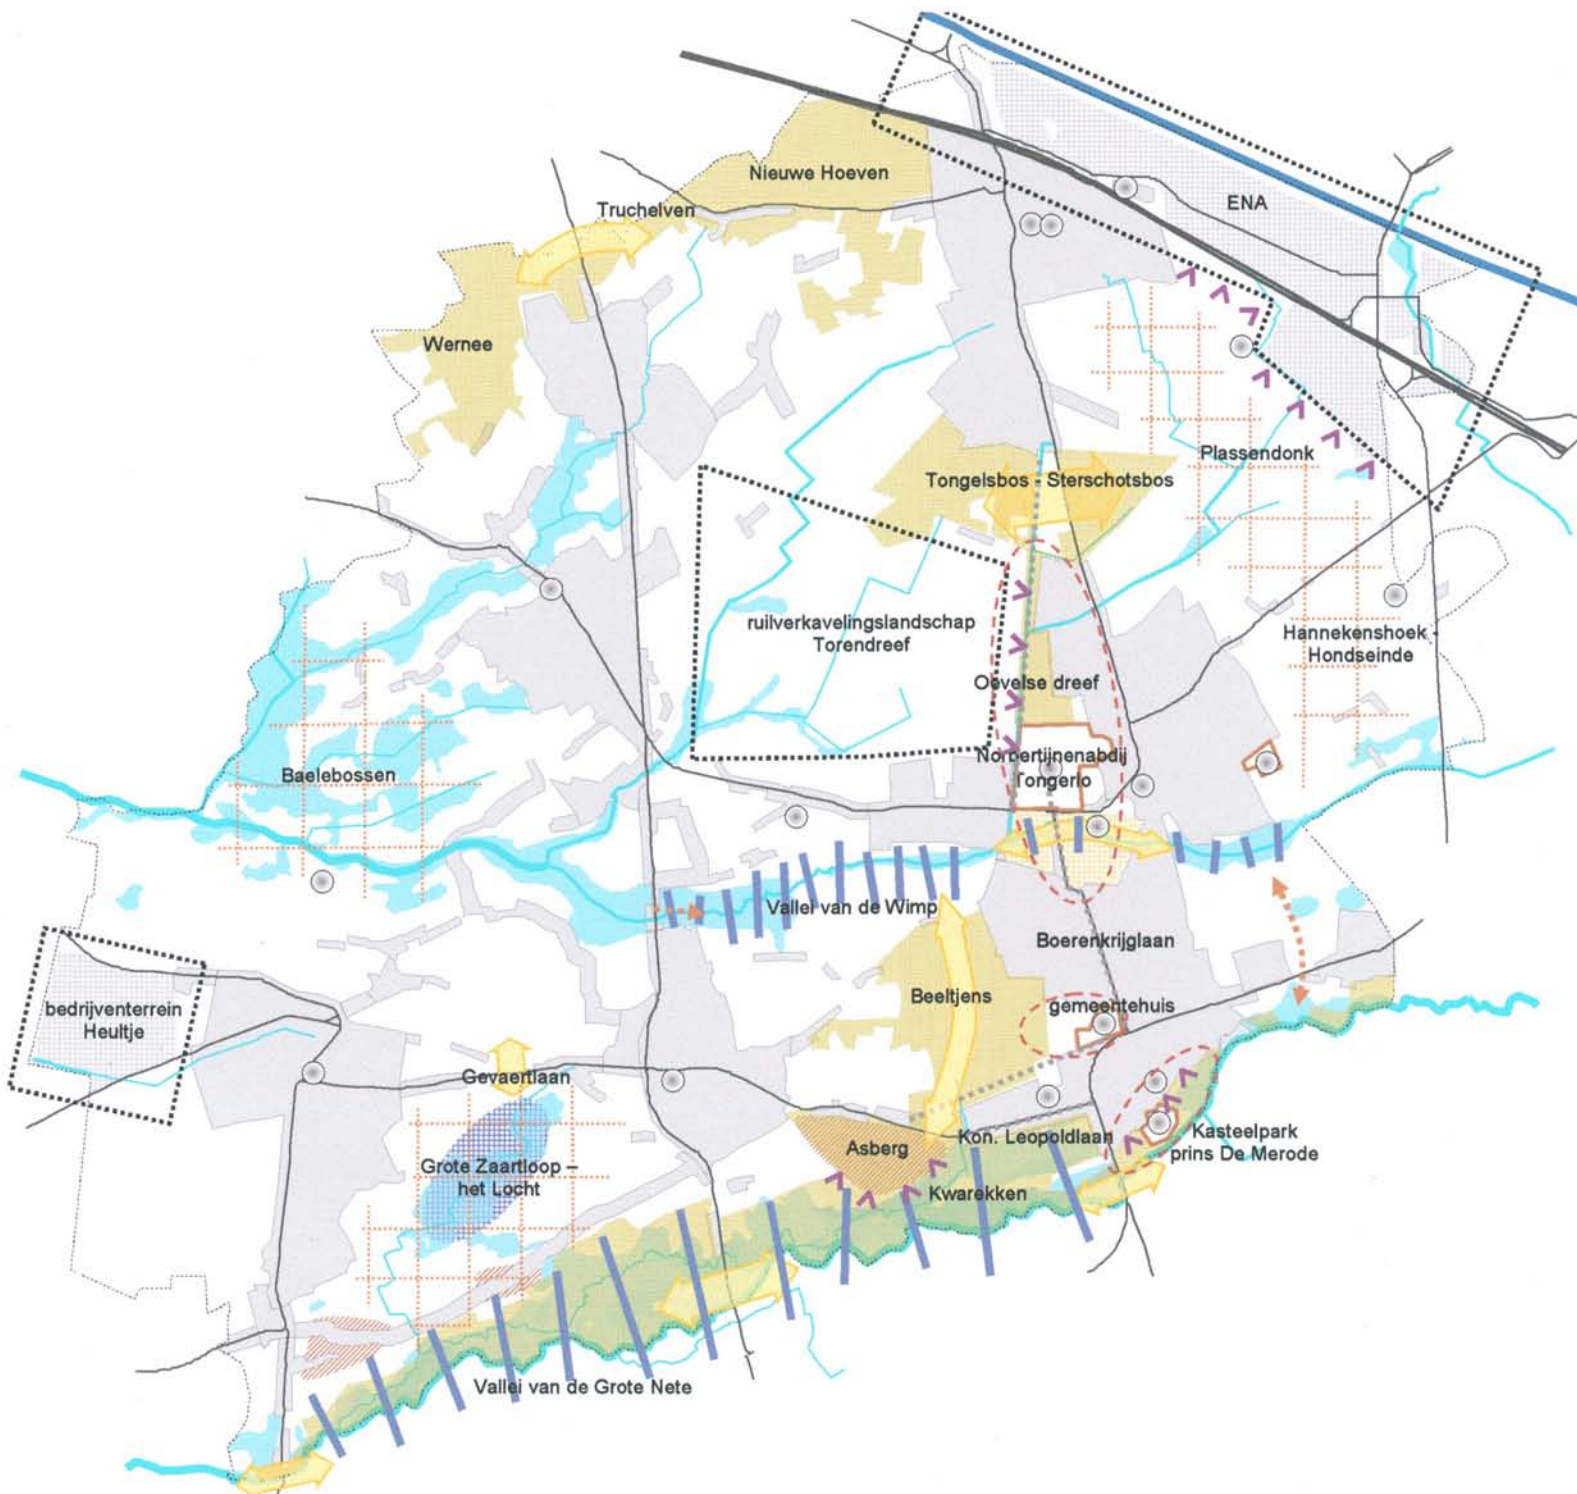 Nieuwe Hoeven
ENA
Truchelven
Wernee
Plassendonk
Tongelsbos - Sterschotsbos
ruilverkavelingslandschap
Torendreef
Hannekenshoek -
Hondseinde
Oevelse dreef
Norbertijnenabdij
Tongerlo
Baelebossen
Vallei van de Wimp
Boerenkrijglaan
bedrijventerrein
Heultje
Beeltjens
gemeentehuis
Gevaertlaan
Asberg
Kon. Leopoldlaan
Kasteelpark
prins De Merode
Grote Zaartloop –
het Locht
Kwarekken
Vallei van de Grote Nete